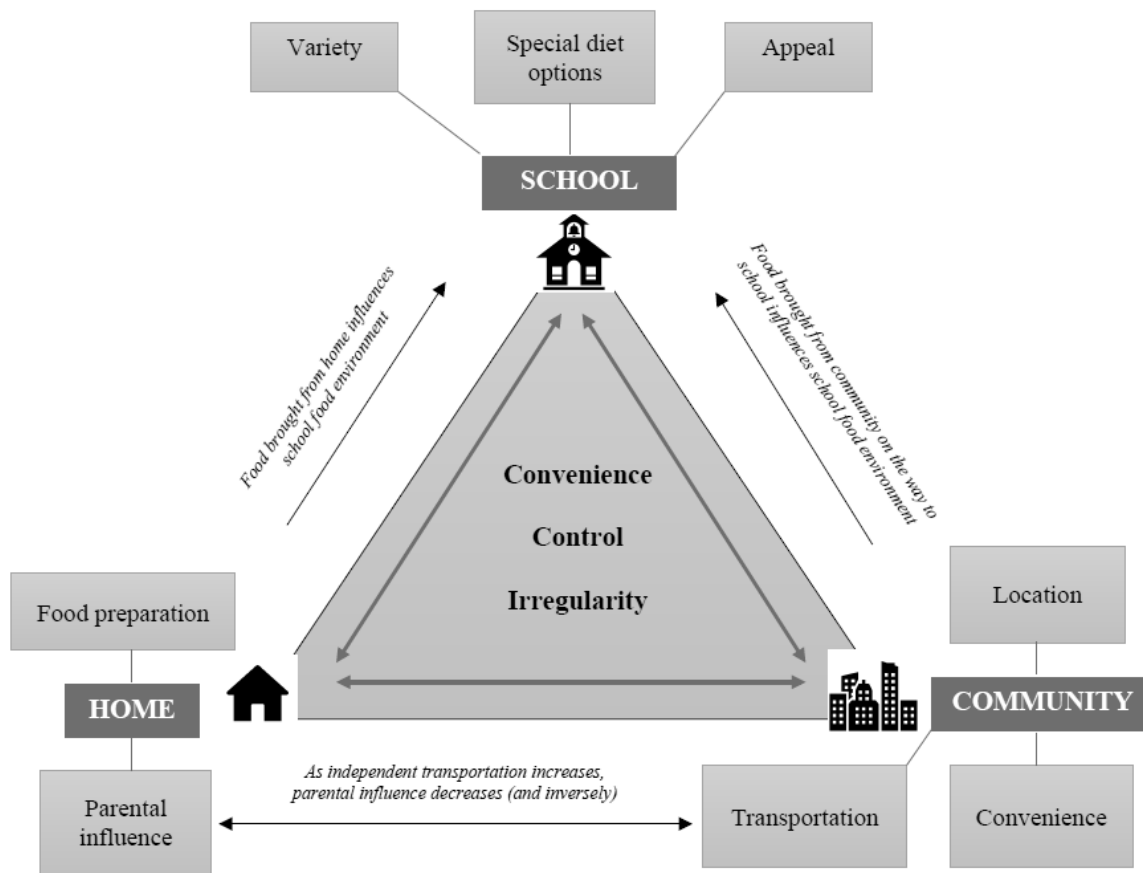 Variety
Special diet
options
Appeal
SCHOOL
Food brought from home influences
school food environment
Food brought from community on the way to
school influences school food environment
Convenience
Control
Irregularity
Food preparation
HOME
Parental
influence
Location
COMMUNITY
Transportation
Convenience
As independent transportation increases,
parental influence decreases (and inversely)